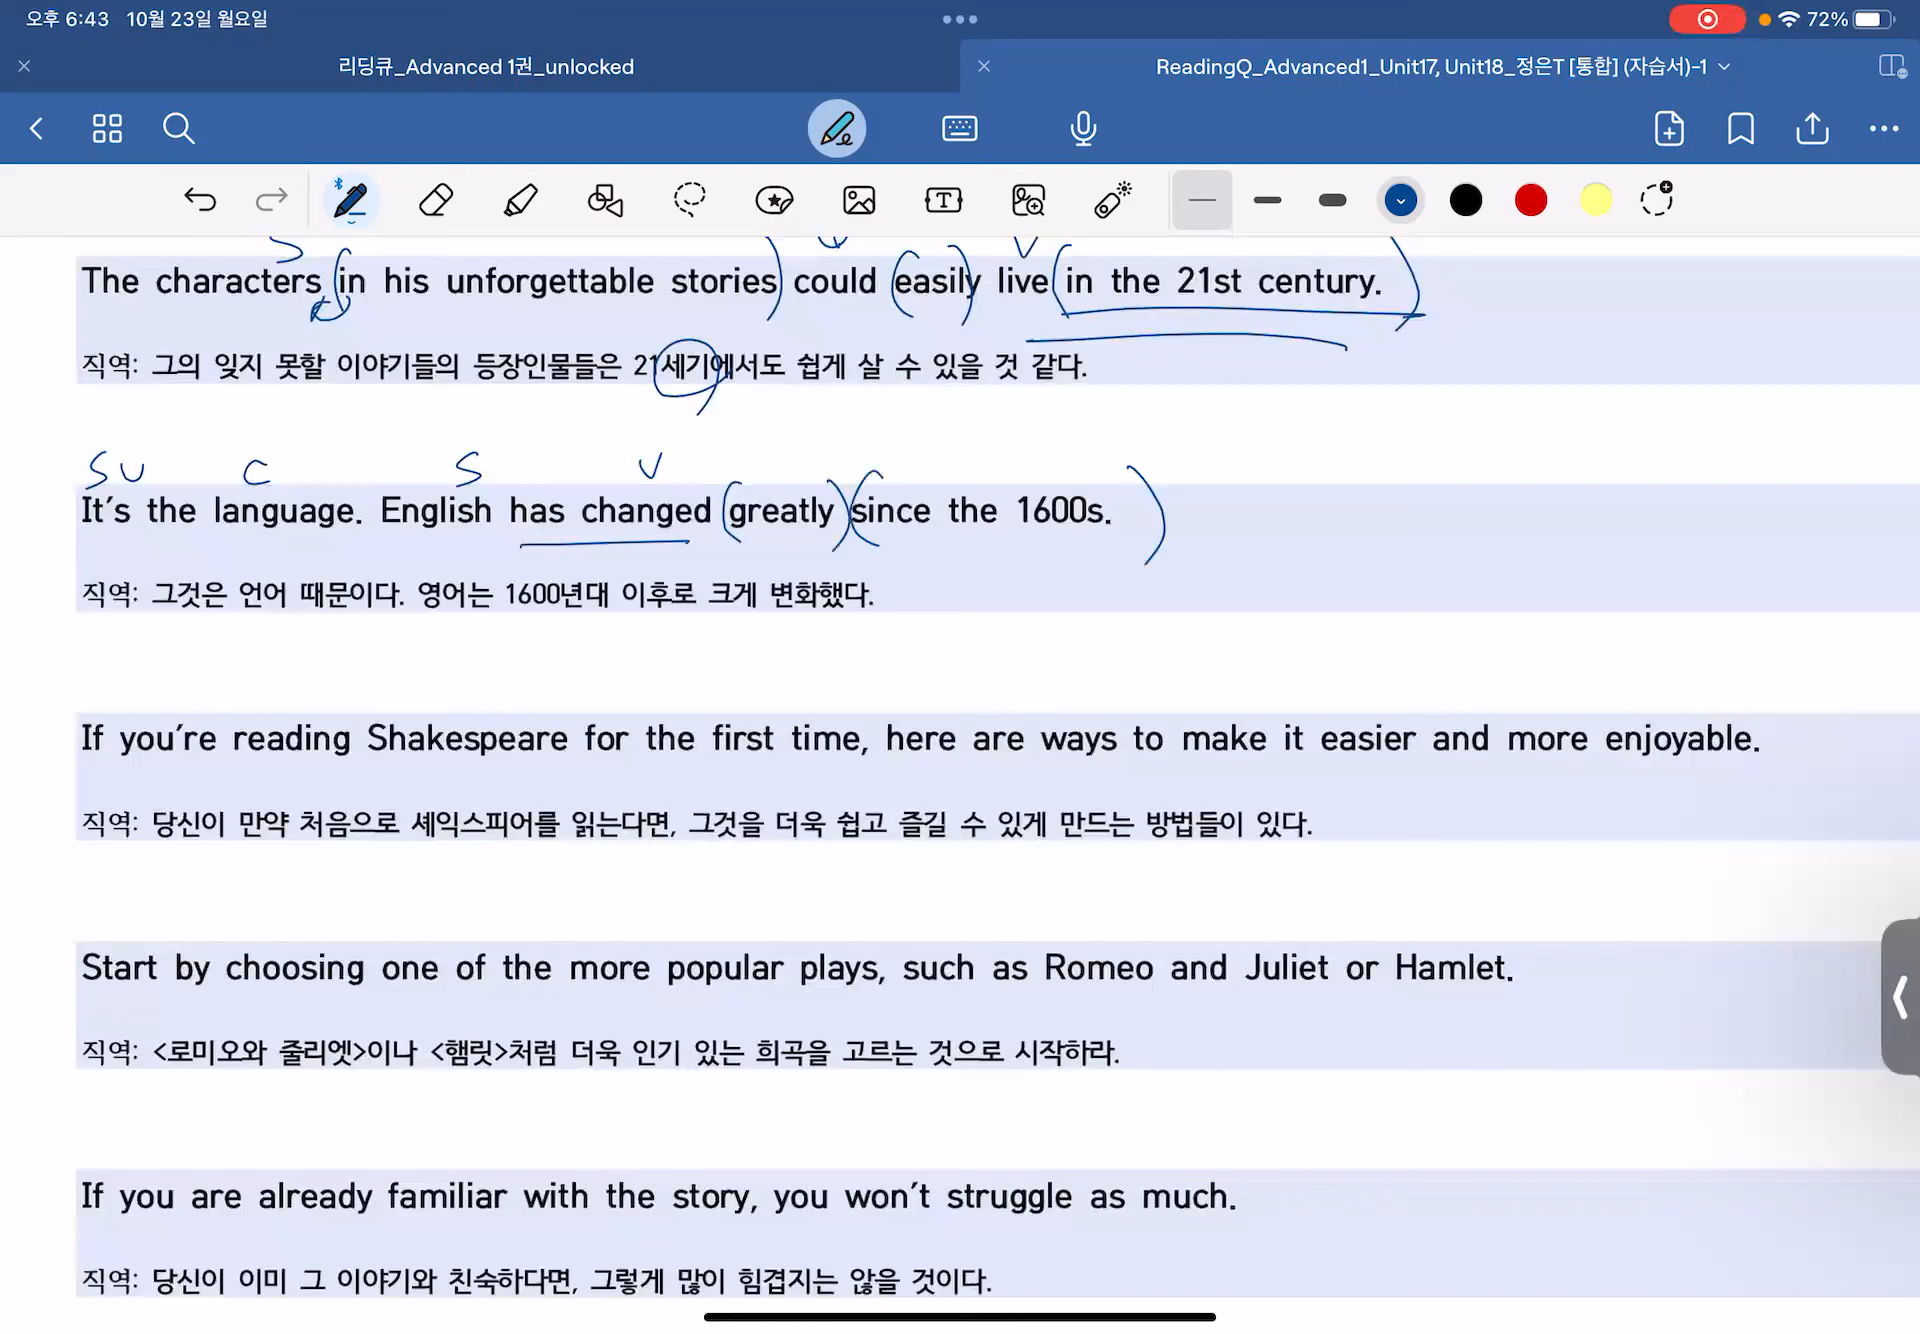 오후 6:43 10월 23일 월요일
72%
리딩큐_Advanced 1권_unlocked
ReadingQ_Advanced1_Unit17, Unit18_정은T [통합] (자습서)-1
S V
The characters in his unforgettable stories could easily live in the 21st century.
직역: 그의 잊지 못할 이야기들의 등장인물들은 21세기에서도 쉽게 살 수 있을 것 같다.
S V C S V
It's the language. English has changed greatly since the 1600s.
직역: 그것은 언어 때문이다. 영어는 1600년대 이후로 크게 변화했다.
If you're reading Shakespeare for the first time, here are ways to make it easier and more enjoyable.
직역: 당신이 만약 처음으로 셰익스피어를 읽는다면, 그것을 더욱 쉽고 즐길 수 있게 만드는 방법들이 있다.
Start by choosing one of the more popular plays, such as Romeo and Juliet or Hamlet.
직역: <로미오와 줄리엣>이나 <햄릿>처럼 더욱 인기 있는 희곡을 고르는 것으로 시작하라.
If you are already familiar with the story, you won't struggle as much.
직역: 당신이 이미 그 이야기와 친숙하다면, 그렇게 많이 힘겹지는 않을 것이다.